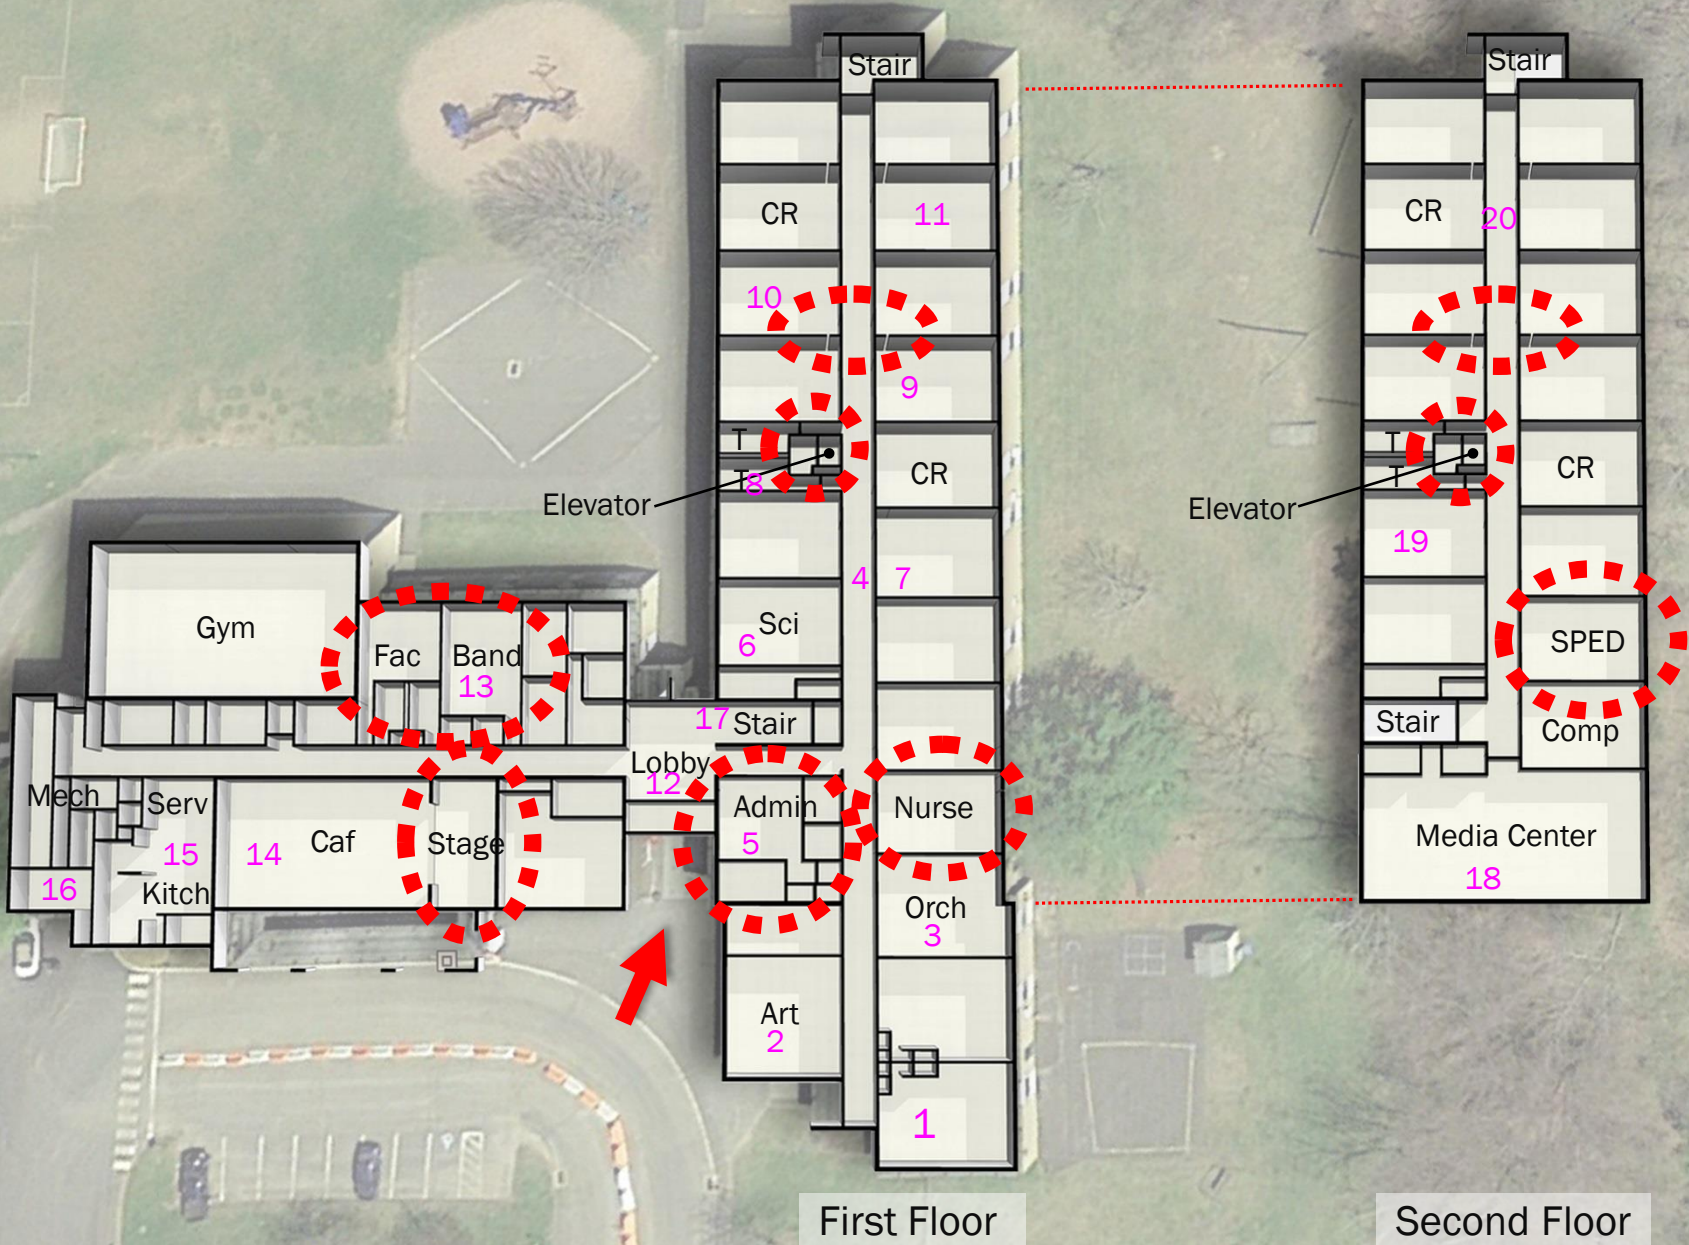 Stair
Stair
CR
11
CR
20
10
9
T
T
8
CR
T
T
CR
Elevator
Elevator
19
4
7
Gym
Sci
6
Fac
Band
13
SPED
17
Stair
Stair
Comp
Lobby
12
Mech
Serv
Admin
Nurse
15
14
Caf
Stage
5
Media Center
18
16
Kitch
Orch
3
Art
2
1
First Floor
Second Floor